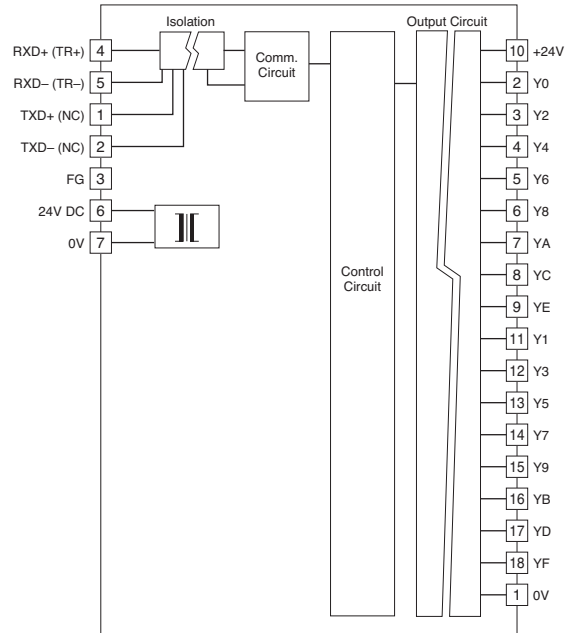 Isolation
Output Circuit
RXD+ (TR+) 4
RXD– (TR–) 5
TXD+ (NC) 1
TXD– (NC) 2
FG 3
24V DC 6
0V 7
Comm.
Circuit
Control
Circuit
10 +24V
2 Y0
3 Y2
4 Y4
5 Y6
6 Y8
7 YA
8 YC
9 YE
11 Y1
12 Y3
13 Y5
14 Y7
15 Y9
16 YB
17 YD
18 YF
1 0V